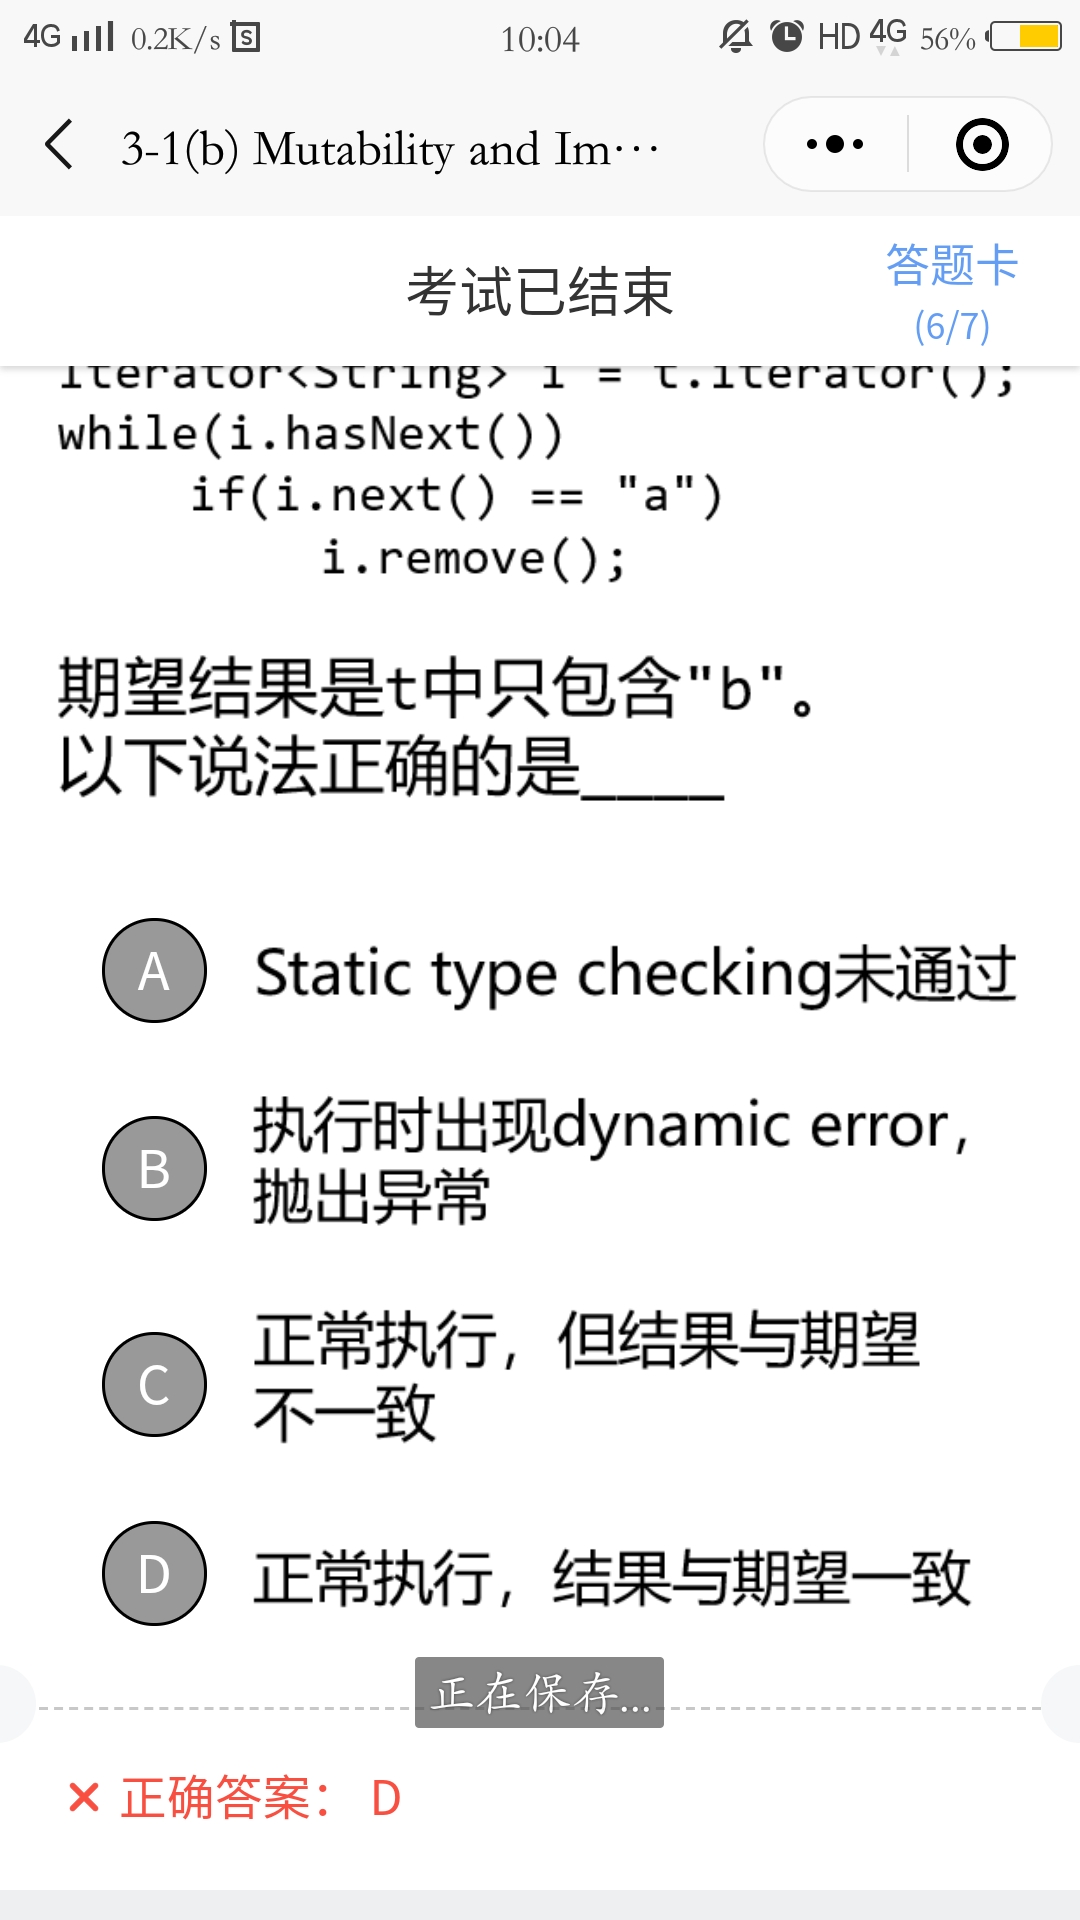 4G 0.2K/s S 10:04 HD 4G 56%
3-1(b) Mutability and Im···
考试已结束
答题卡
(6/7)
Iterator<String> i = t.iterator();
while(i.hasNext())
if(i.next() == "a")
i.remove();
期望结果是t中只包含"b"。
以下说法正确的是____
A Static type checking未通过
B 执行时出现dynamic error，
抛出异常
C 正常执行，但结果与期望
不一致
D 正常执行，结果与期望一致
正在保存...
× 正确答案： D